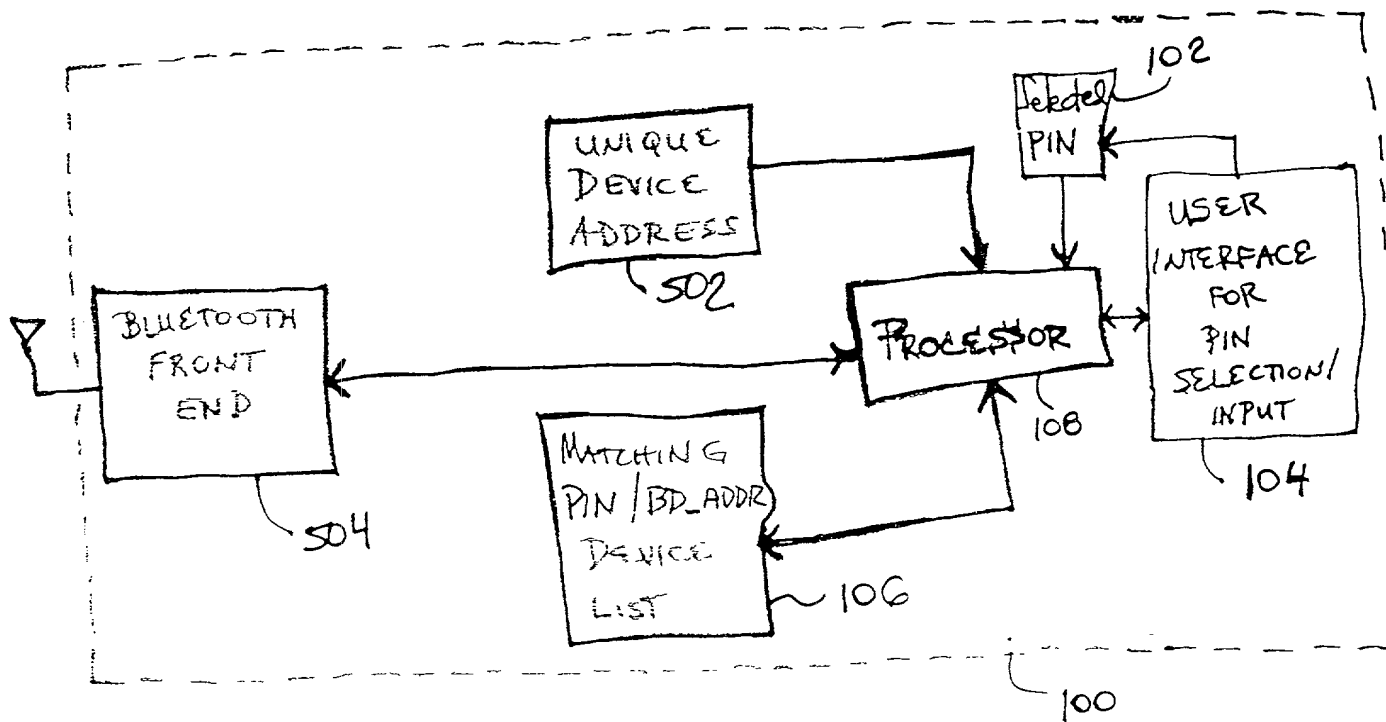 102
Selected
PIN
UNIQUE
DEVICE
ADDRESS
502
USER
INTERFACE
FOR
PIN
SELECTION/
INPUT
104
BLUETOOTH
FRONT
END
504
PROCESSOR
108
MATCHING
PIN/BD_ADDR
DEVICE
LIST
106
100